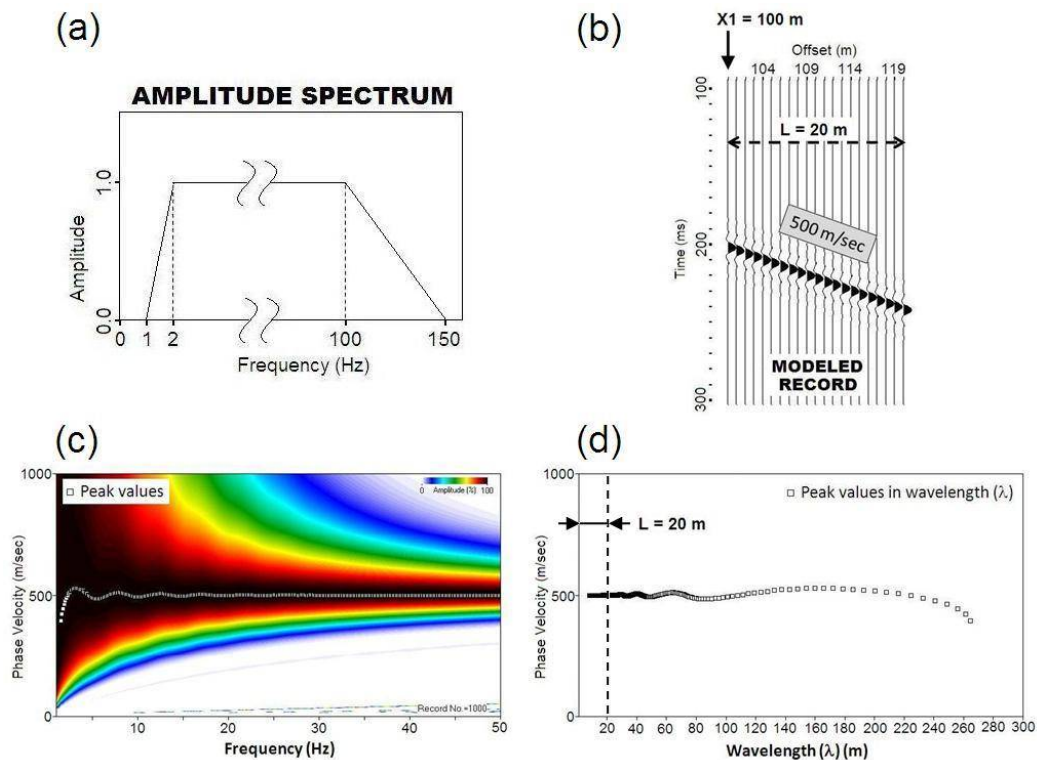 (a)
AMPLITUDE SPECTRUM
Amplitude
1.0
0.0
0 1 2 100 150
Frequency (Hz)
(b)
X1 = 100 m
Offset (m)
104 109 114 119
100
L = 20 m
Time (ms)
200
500 m/sec
MODELED
RECORD
300
(c)
1000
Peak values
0 Amplitude (%) 100
Phase Velocity (m/sec)
500
Record No.=1000
0
0 10 20 30 40 50
Frequency (Hz)
(d)
1000
Peak values in wavelength (λ)
L = 20 m
Phase Velocity (m/sec)
500
0
0 20 40 60 80 100 120 140 160 180 200 220 240 260 280 300
Wavelength (λ) (m)